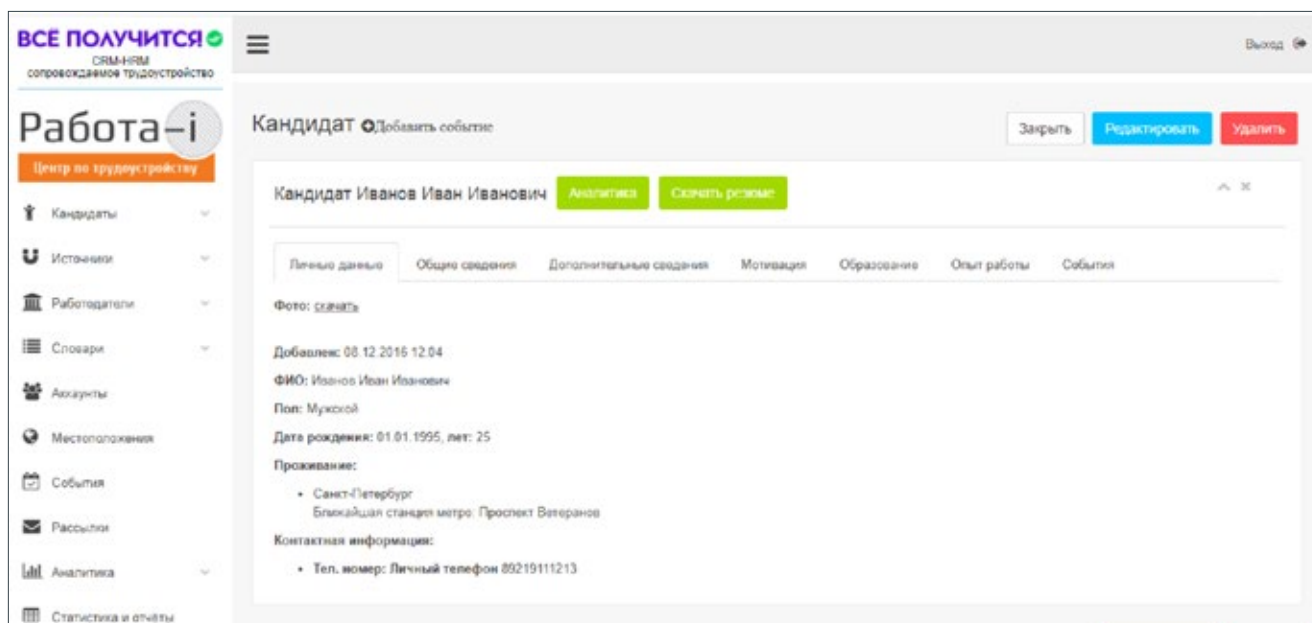 ВСЁ ПОЛУЧИТСЯ
CRM-HRM
сопровождаемое трудоустройство
Выход
Работа-i
Центр по трудоустройству
Кандидат Добавить событие
Закрыть Редактировать Удалить
Кандидат Иванов Иван Иванович Аналитика Скачать резюме
Кандидаты
Источники
Работодатели
Словари
Аккаунты
Местоположения
События
Рассылки
Аналитика
Статистика и отчёты
Личные данные Общие сведения Дополнительные сведения Мотивация Образование Опыт работы События
Фото: скачать
Добавлен: 08.12.2016 12:04
ФИО: Иванов Иван Иванович
Пол: Мужской
Дата рождения: 01.01.1995, лет: 25
Проживание:
Санкт-Петербург
Ближайшая станция метро: Проспект Ветеранов
Контактная информация:
Тел. номер: Личный телефон 89219111213